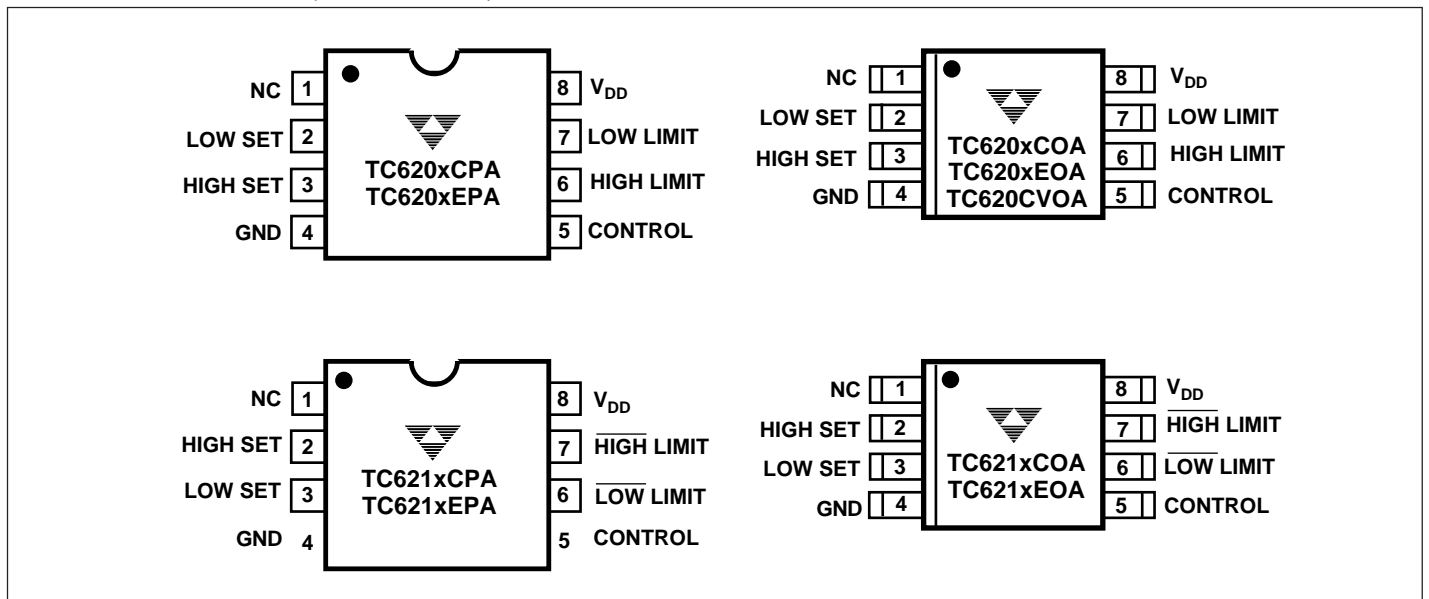 NC 1
LOW SET 2
HIGH SET 3
GND 4
TC620xCPA
TC620xEPA
8 VDD
7 LOW LIMIT
6 HIGH LIMIT
5 CONTROL
NC 1
LOW SET 2
HIGH SET 3
GND 4
TC620xCOA
TC620xEOA
TC620CVOA
8 VDD
7 LOW LIMIT
6 HIGH LIMIT
5 CONTROL
NC 1
HIGH SET 2
LOW SET 3
GND 4
TC621xCPA
TC621xEPA
8 VDD
7 HIGH LIMIT
6 LOW LIMIT
5 CONTROL
NC 1
HIGH SET 2
LOW SET 3
GND 4
TC621xCOA
TC621xEOA
8 VDD
7 HIGH LIMIT
6 LOW LIMIT
5 CONTROL